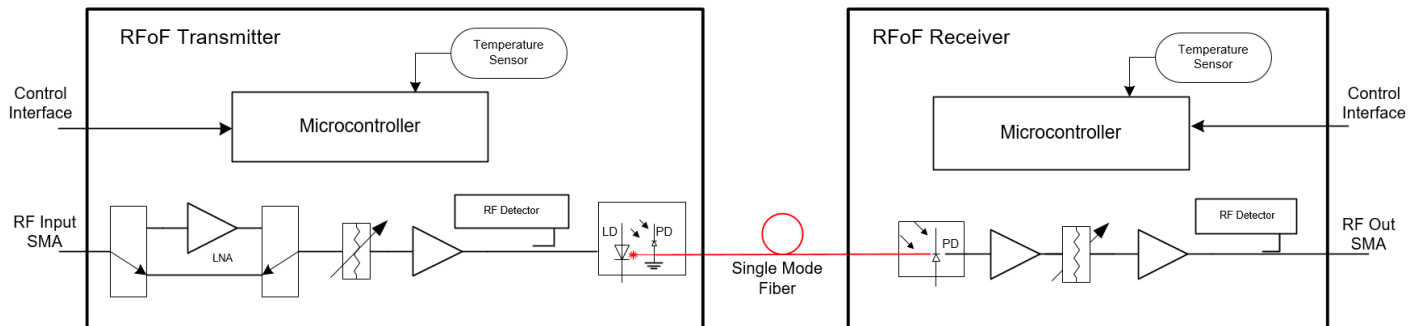 RFoF Transmitter
Temperature
Sensor
Control
Interface
Microcontroller
RF Input
SMA
LNA
RF Detector
LD
PD
Single Mode
Fiber
RFoF Receiver
Temperature
Sensor
Control
Interface
Microcontroller
PD
RF Detector
RF Out
SMA